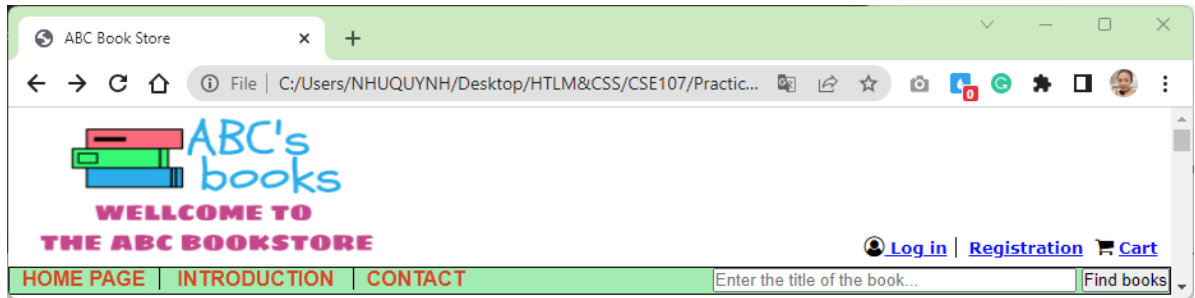 ABC Book Store
File C:/Users/NHUQUYNH/Desktop/HTLM&CSS/CSE107/Practic...
0
ABC's
books
WELLCOME TO
THE ABC BOOKSTORE
Log in | Registration Cart
HOME PAGE | INTRODUCTION | CONTACT Enter the title of the book... Find books